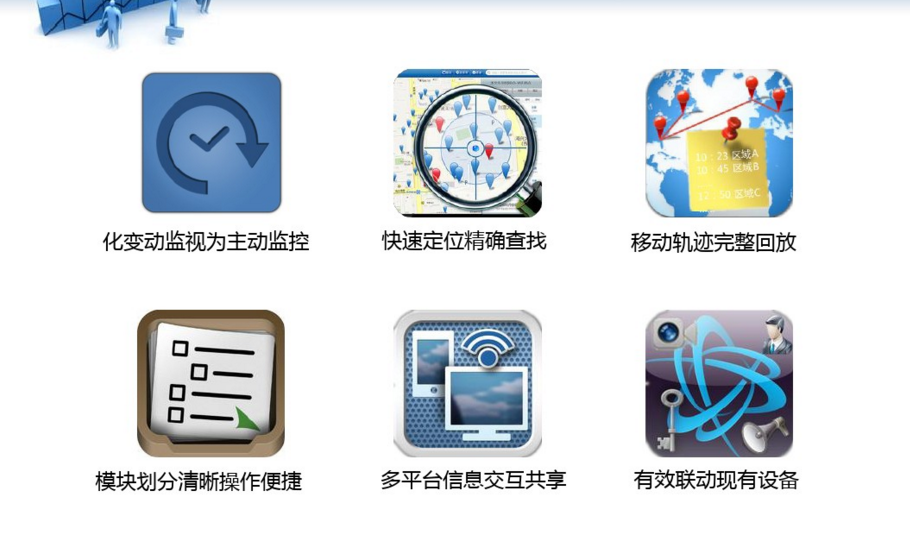 化变动监视为主动监控
快速定位精确查找
移动轨迹完整回放
10：23 区域A
10：45 区域B
12：50 区域C
模块划分清晰操作便捷
多平台信息交互共享
有效联动现有设备